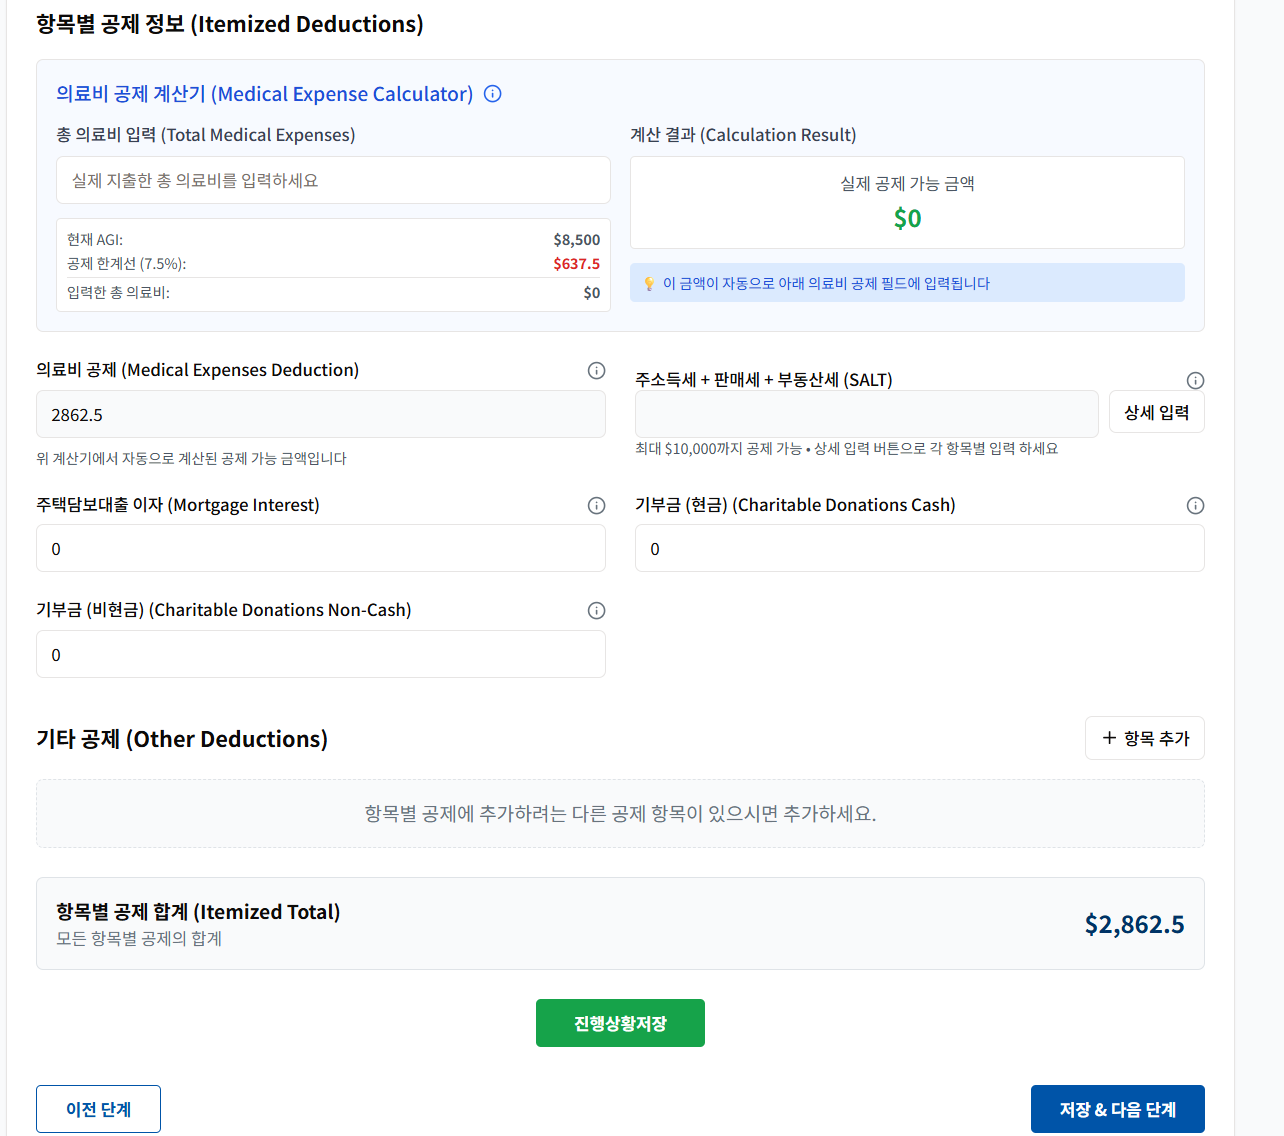 항목별 공제 정보 (Itemized Deductions)
의료비 공제 계산기 (Medical Expense Calculator)
총 의료비 입력 (Total Medical Expenses)
실제 지출한 총 의료비를 입력하세요
현재 AGI: $8,500
공제 한계선 (7.5%): $637.5
입력한 총 의료비: $0
계산 결과 (Calculation Result)
실제 공제 가능 금액
$0
💡 이 금액이 자동으로 아래 의료비 공제 필드에 입력됩니다
의료비 공제 (Medical Expenses Deduction)
2862.5
위 계산기에서 자동으로 계산된 공제 가능 금액입니다
주소득세 + 판매세 + 부동산세 (SALT)
상세 입력
최대 $10,000까지 공제 가능 • 상세 입력 버튼으로 각 항목별 입력 하세요
주택담보대출 이자 (Mortgage Interest)
0
기부금 (현금) (Charitable Donations Cash)
0
기부금 (비현금) (Charitable Donations Non-Cash)
0
기타 공제 (Other Deductions)
+ 항목 추가
항목별 공제에 추가하려는 다른 공제 항목이 있으시면 추가하세요.
항목별 공제 합계 (Itemized Total)
모든 항목별 공제의 합계
$2,862.5
진행상황저장
이전 단계
저장 & 다음 단계